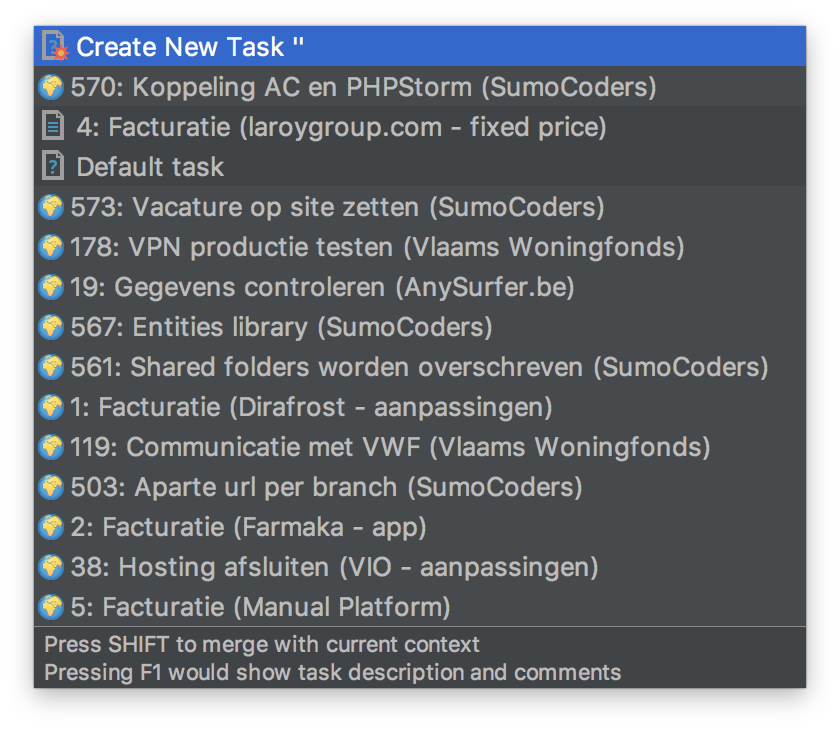 Create New Task ''
570: Koppeling AC en PHPStorm (SumoCoders)
4: Facturatie (laroygroup.com - fixed price)
Default task
573: Vacature op site zetten (SumoCoders)
178: VPN productie testen (Vlaams Woningfonds)
19: Gegevens controleren (AnySurfer.be)
567: Entities library (SumoCoders)
561: Shared folders worden overschreven (SumoCoders)
1: Facturatie (Dirafrost - aanpassingen)
119: Communicatie met VWF (Vlaams Woningfonds)
503: Aparte url per branch (SumoCoders)
2: Facturatie (Farmaka - app)
38: Hosting afsluiten (VIO - aanpassingen)
5: Facturatie (Manual Platform)
Press SHIFT to merge with current context
Pressing F1 would show task description and comments